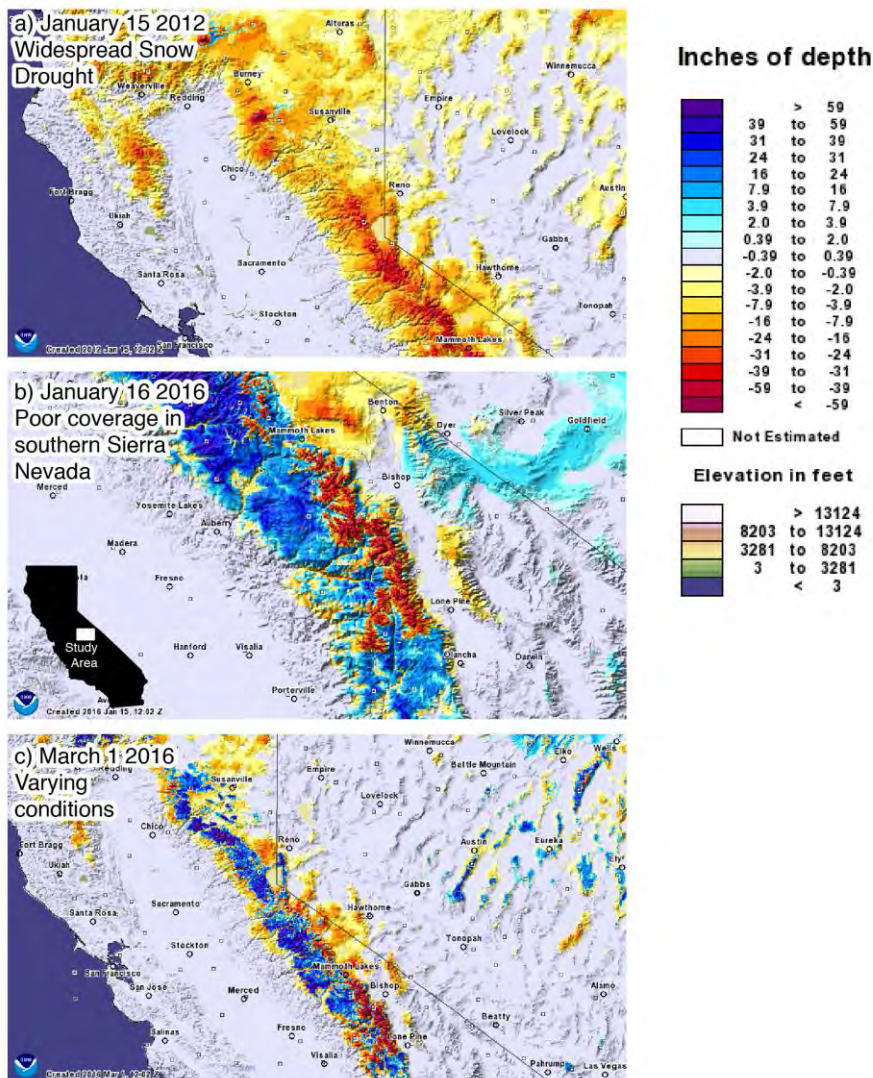 a) January 15 2012
Widespread Snow
Drought
Alturas
Winnemucca
Burney
Weaverville
Redding
Susanville
Empire
Lovelock
Chico
Reno
Fort Bragg
Austin
Ukiah
Gabbs
Sacramento
Hawthorne
Santa Rosa
Tonopah
Stockton
Mammoth Lakes
San Francisco
Created 2012 Jan 15, 12:02 Z
b) January 16 2016
Poor coverage in
southern Sierra
Nevada
Benton
Mammoth Lakes
Dyer
Silver Peak
Goldfield
Bishop
Merced
Yosemite Lakes
Auberry
Madera
Fresno
Lone Pine
Study
Area
Hanford
Visalia
Olancha
Darwin
Porterville
Created 2016 Jan 15, 12:02 Z
c) March 1 2016
Varying
conditions
Winnemucca
Elko
Wells
Redding
Battle Mountain
Susanville
Empire
Lovelock
Chico
Reno
Fort Bragg
Austin
Eureka
Ely
Ukiah
Gabbs
Sacramento
Hawthorne
Santa Rosa
Stockton
Tonopah
San Francisco
Mammoth Lakes
San Jose
Merced
Bishop
Alamo
Salinas
Fresno
Lone Pine
Beatty
Visalia
Pahrump
Las Vegas
Created 2016 Mar 1, 12:02 Z
Inches of depth
> 59
39 to 59
31 to 39
24 to 31
16 to 24
7.9 to 16
3.9 to 7.9
2.0 to 3.9
0.39 to 2.0
-0.39 to 0.39
-2.0 to -0.39
-3.9 to -2.0
-7.9 to -3.9
-16 to -7.9
-24 to -16
-31 to -24
-39 to -31
-59 to -39
< -59
Not Estimated
Elevation in feet
> 13124
8203 to 13124
3281 to 8203
3 to 3281
< 3